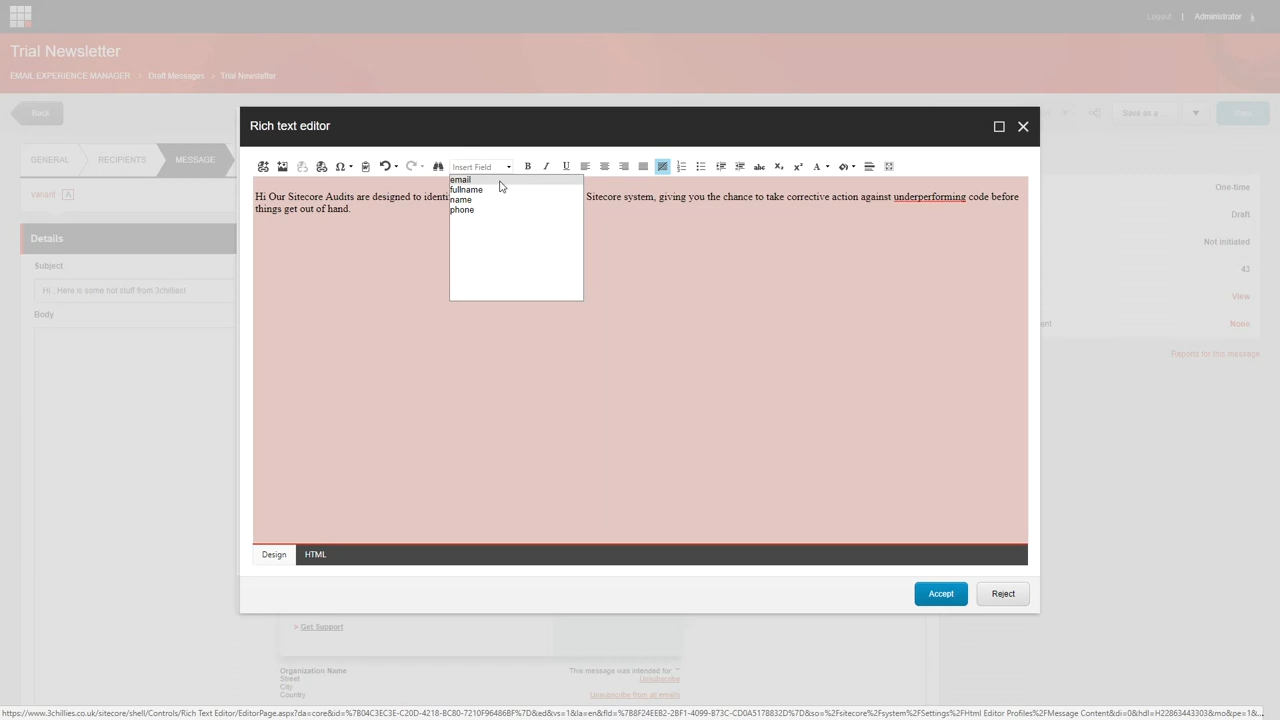 Logout | Administrator
Trial Newsletter
EMAIL EXPERIENCE MANAGER > Draft Messages > Trial Newsletter
Back
Save as a
GENERAL
RECIPIENTS
MESSAGE
variant A
Details
Subject
Hi , Here is some hot stuff from 3chillies!
Body
Rich text editor
Insert Field
B I U
abc
email
fullname
name
phone
Hi Our Sitecore Audits are designed to identi Sitecore system, giving you the chance to take corrective action against underperforming code before
things get out of hand.
Design
HTML
Accept
Reject
One-time
Draft
Not initiated
43
View
None
Reports for this message
> Get Support
Organization Name
Street
City
Country
This message was intended for: ""
Unsubscribe
Unsubscribe from all emails